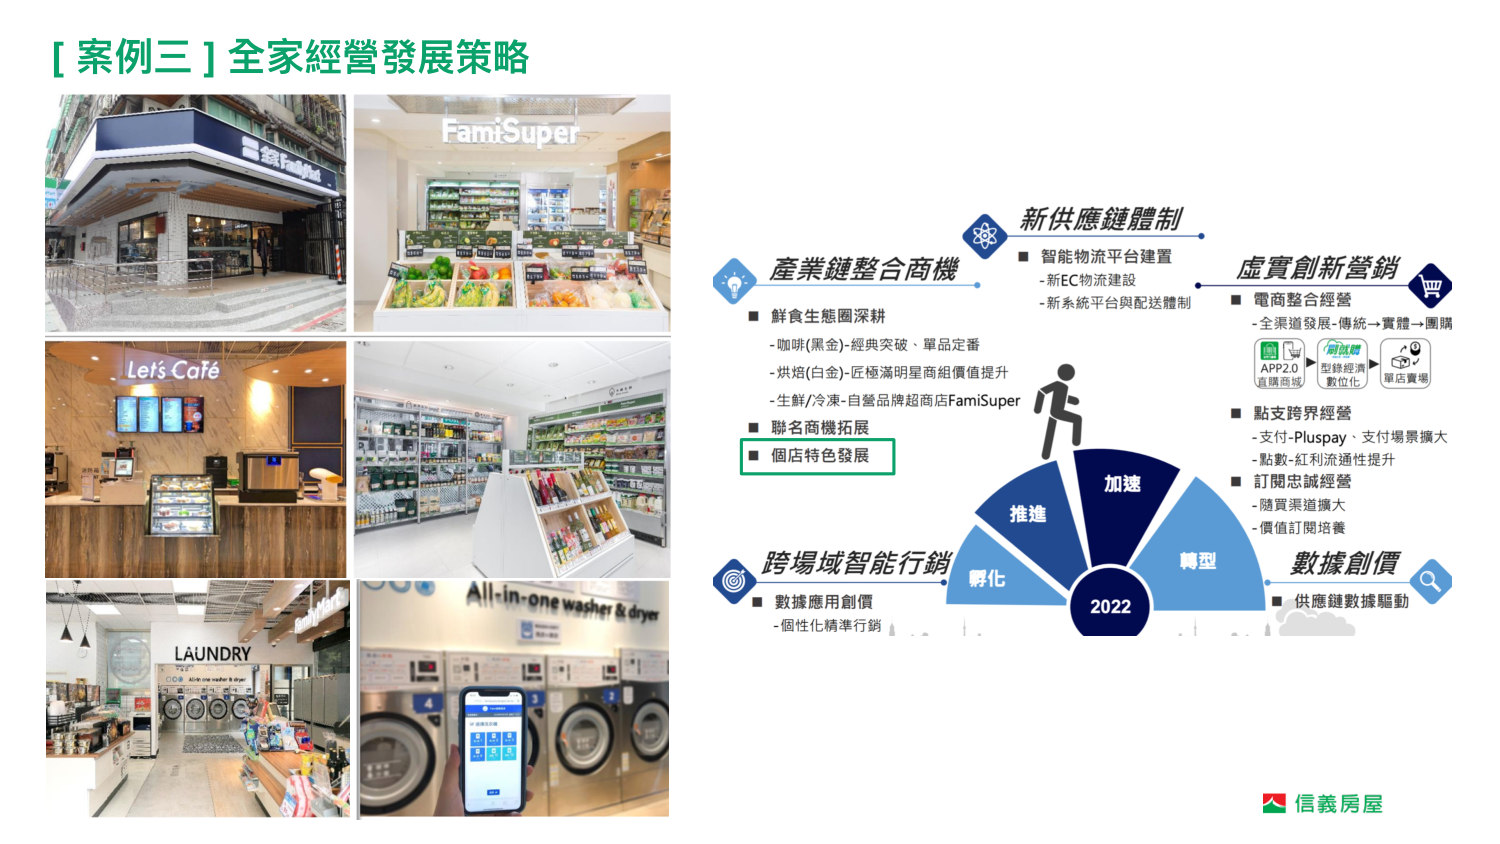 [ 案例三 ] 全家經營發展策略
FamilyMart
FamiSuper
Let's Café
LAUNDRY
All-in-one washer & dryer
FamilyMart
All-in-one washer & dryer
4
3
2
新供應鏈體制
■ 智能物流平台建置
-新EC物流建設
-新系統平台與配送體制
產業鏈整合商機
■ 鮮食生態圈深耕
-咖啡(黑金)-經典突破、單品定番
-烘焙(白金)-匠極滿明星商組價值提升
-生鮮/冷凍-自營品牌超商店FamiSuper
■ 聯名商機拓展
■ 個店特色發展
虛實創新營銷
■ 電商整合經營
-全渠道發展-傳統→實體→團購
APP2.0
直購商城
刷就購
型錄經濟
數位化
單店賣場
■ 點支跨界經營
-支付-Pluspay、支付場景擴大
-點數-紅利流通性提升
■ 訂閱忠誠經營
-隨買渠道擴大
-價值訂閱培養
孵化
推進
加速
轉型
2022
跨場域智能行銷
■ 數據應用創價
-個性化精準行銷
數據創價
■ 供應鏈數據驅動
信義房屋